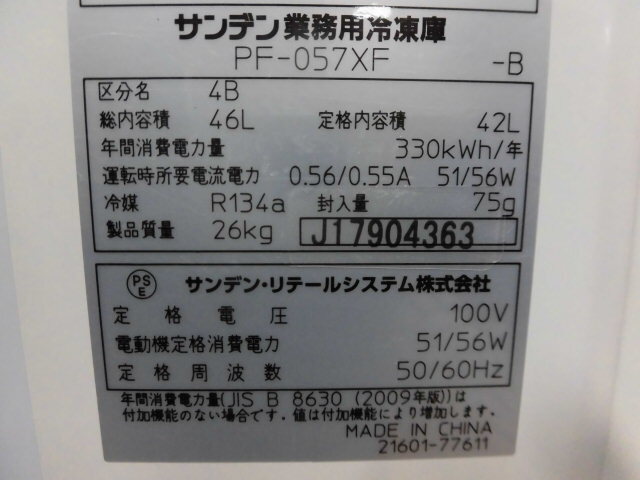 サンデン業務用冷凍庫
PF-057XF -B
区分名 4B
総内容積 46L 定格内容積 42L
年間消費電力量 330kWh/年
運転時所要電流電力 0.56/0.55A 51/56W
冷媒 R134a 封入量 75g
製品質量 26kg J17904363
PSE サンデン・リテールシステム株式会社
定格電圧 100V
電動機定格消費電力 51/56W
定格周波数 50/60Hz
年間消費電力量(JIS B 8630 (2009年版))は
付加機能のない場合です。値は付加機能により増加します。
MADE IN CHINA
21601-77611